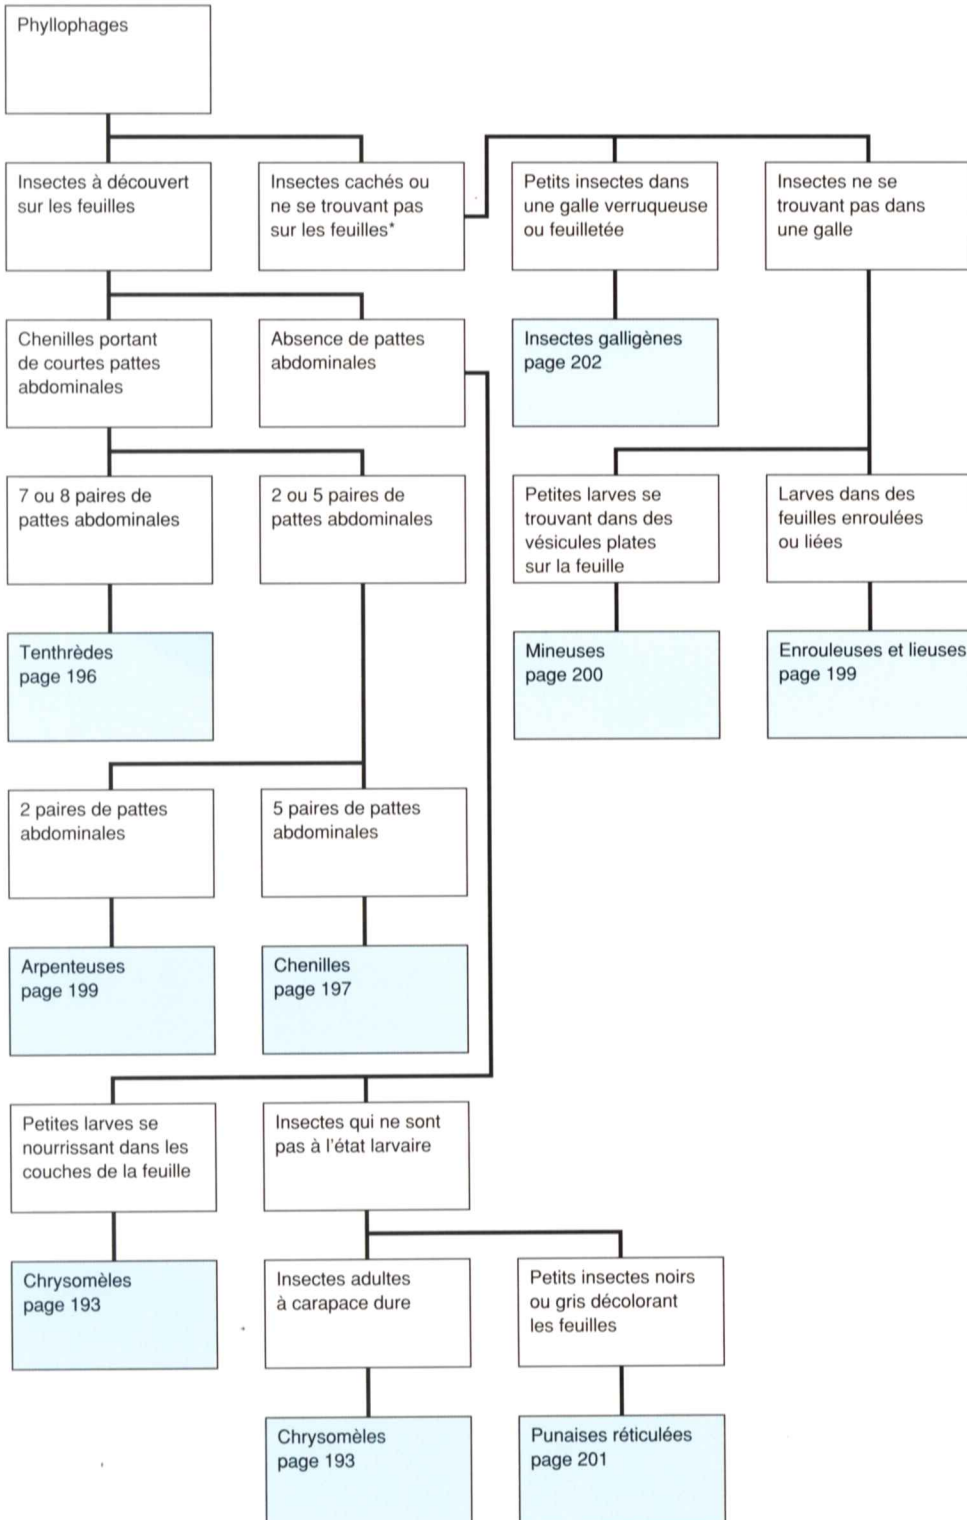 Phyllophages
Insectes à découvert
sur les feuilles
Insectes cachés ou
ne se trouvant pas
sur les feuilles*
Petits insectes dans
une galle verruqueuse
ou feuilletée
Insectes ne se
trouvant pas dans
une galle
Chenilles portant
de courtes pattes
abdominales
Absence de pattes
abdominales
Insectes galligènes
page 202
7 ou 8 paires de
pattes abdominales
2 ou 5 paires de
pattes abdominales
Petites larves se
trouvant dans des
vésicules plates
sur la feuille
Larves dans des
feuilles enroulées
ou liées
Tenthrèdes
page 196
Mineuses
page 200
Enrouleuses et lieuses
page 199
2 paires de pattes
abdominales
5 paires de pattes
abdominales
Arpenteuses
page 199
Chenilles
page 197
Petites larves se
nourrissant dans les
couches de la feuille
Insectes qui ne sont
pas à l'état larvaire
Chrysomèles
page 193
Insectes adultes
à carapace dure
Petits insectes noirs
ou gris décolorant
les feuilles
Chrysomèles
page 193
Punaises réticulées
page 201